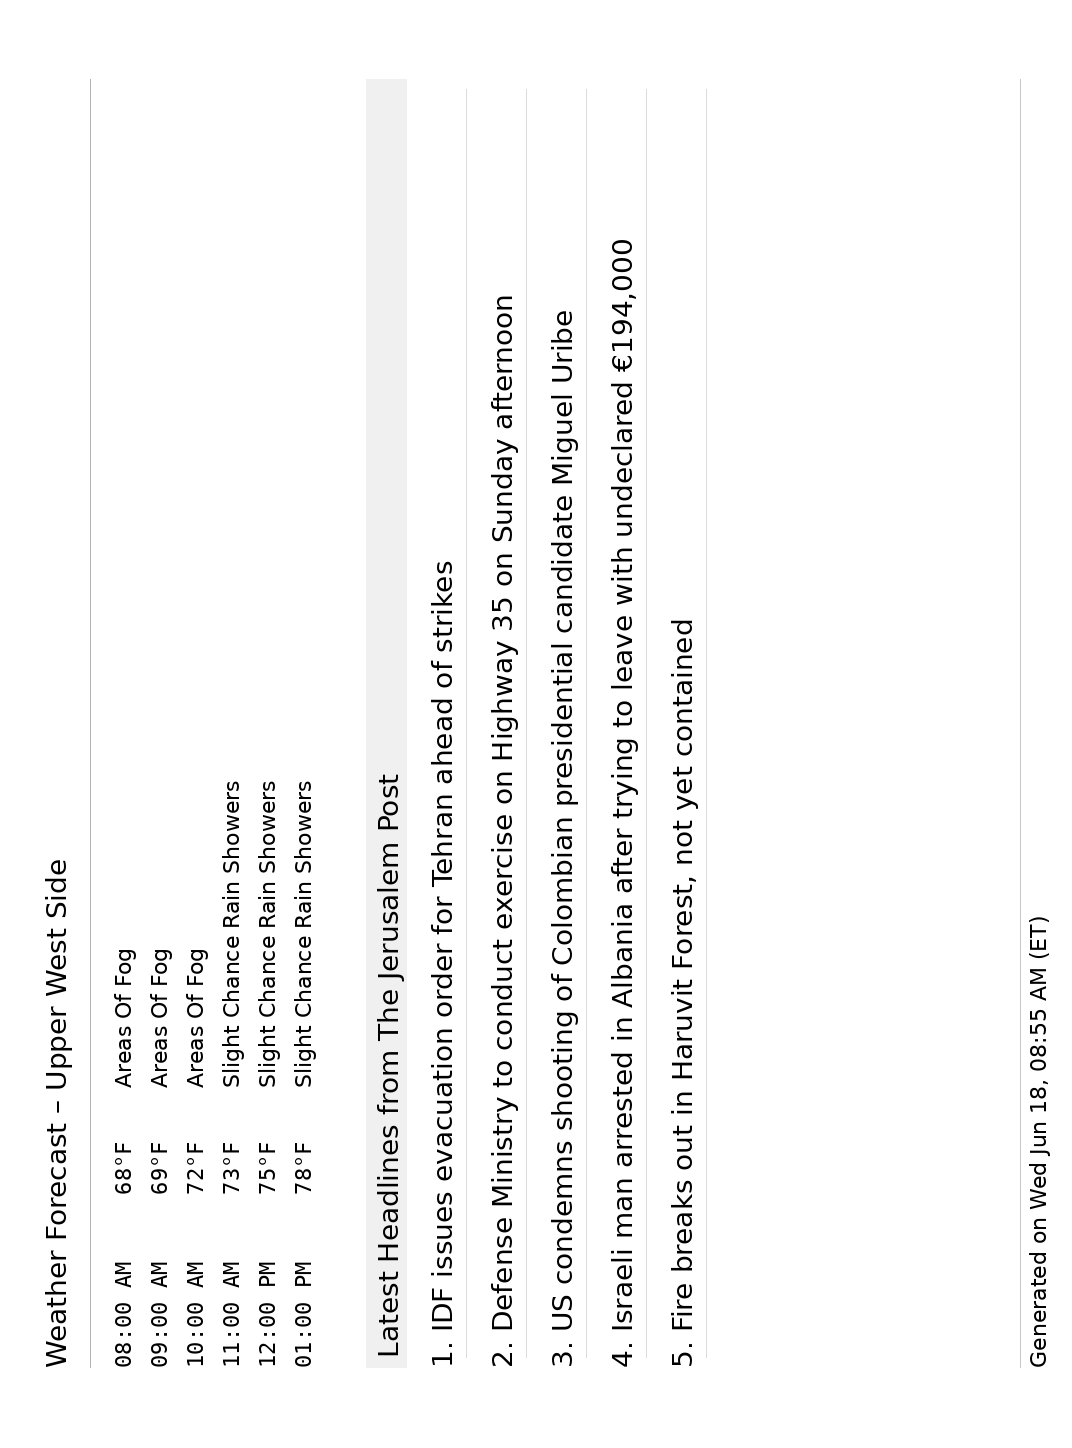 Weather Forecast – Upper West Side
08:00 AM 68°F Areas Of Fog
09:00 AM 69°F Areas Of Fog
10:00 AM 72°F Areas Of Fog
11:00 AM 73°F Slight Chance Rain Showers
12:00 PM 75°F Slight Chance Rain Showers
01:00 PM 78°F Slight Chance Rain Showers
Latest Headlines from The Jerusalem Post
1. IDF issues evacuation order for Tehran ahead of strikes
2. Defense Ministry to conduct exercise on Highway 35 on Sunday afternoon
3. US condemns shooting of Colombian presidential candidate Miguel Uribe
4. Israeli man arrested in Albania after trying to leave with undeclared €194,000
5. Fire breaks out in Haruvit Forest, not yet contained
Generated on Wed Jun 18, 08:55 AM (ET)